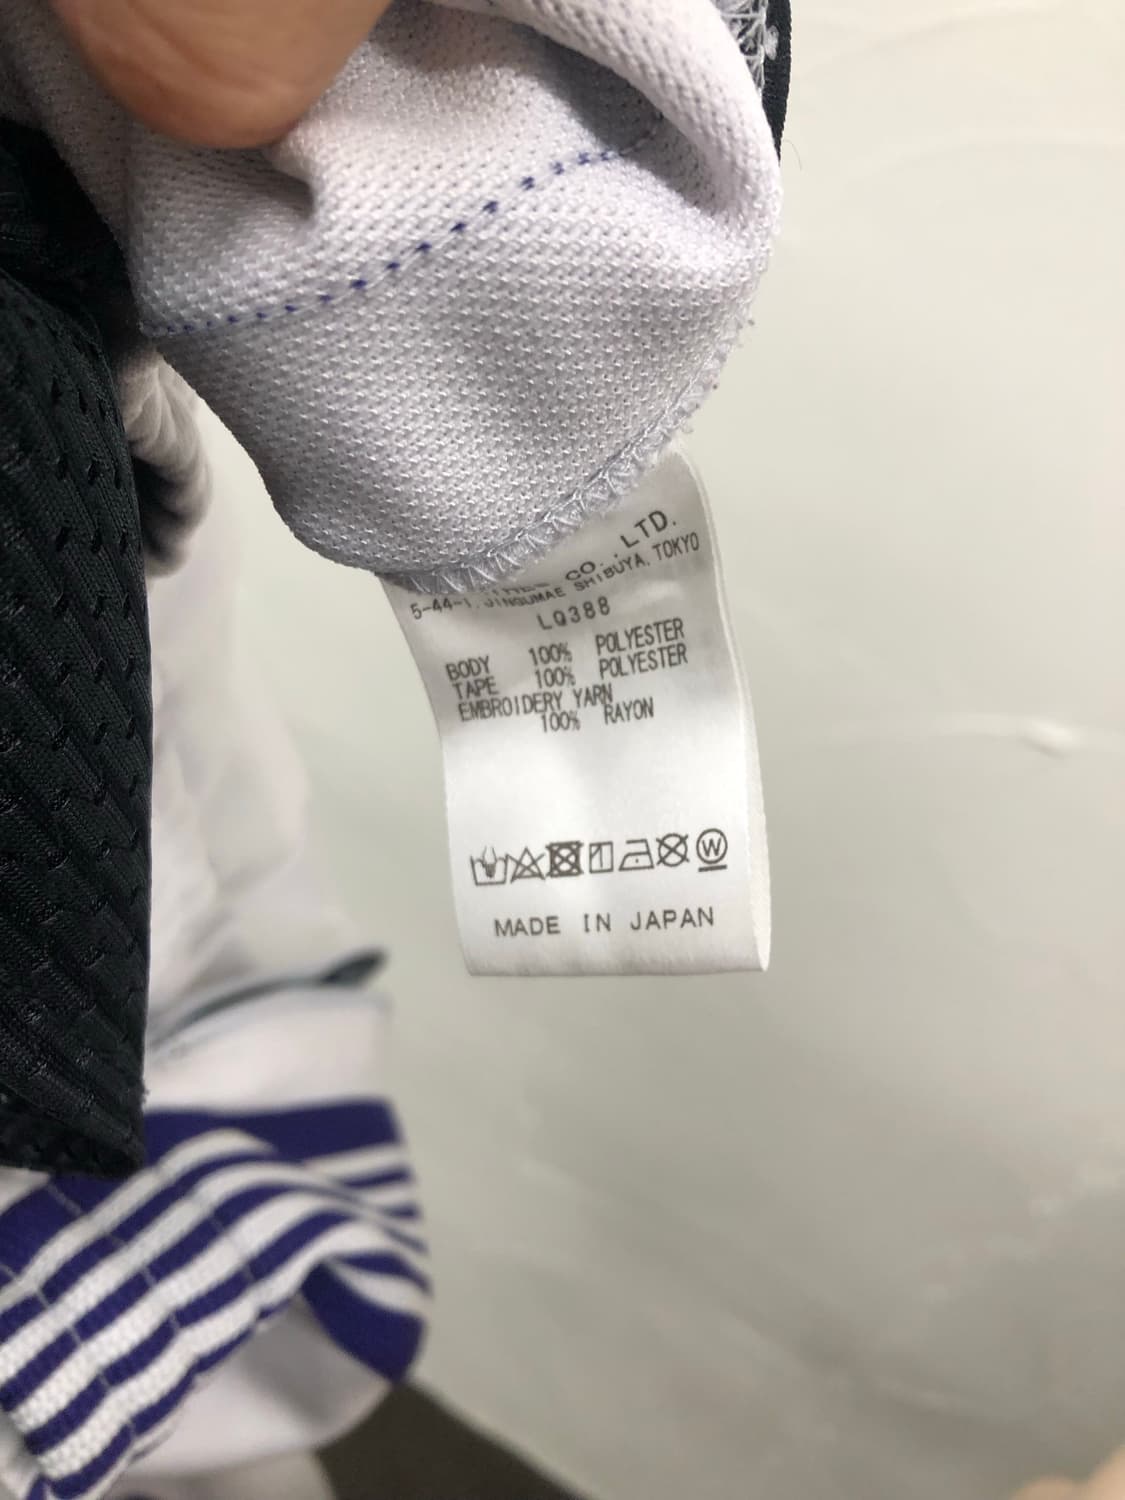 CO.,LTD.
5-44-1, JINGUMAE SHIBUYA, TOKYO
LQ388
BODY 100% POLYESTER
TAPE 100% POLYESTER
EMBROIDERY YARN
100% RAYON
W
MADE IN JAPAN